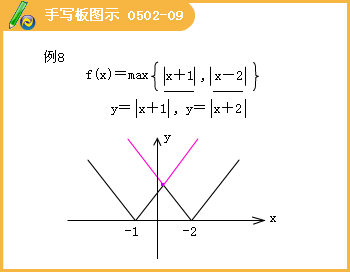 手写板图示 0502-09
例8
f(x)=max{|x+1|,|x-2|}
y=|x+1|, y=|x+2|
y
x
-1
-2